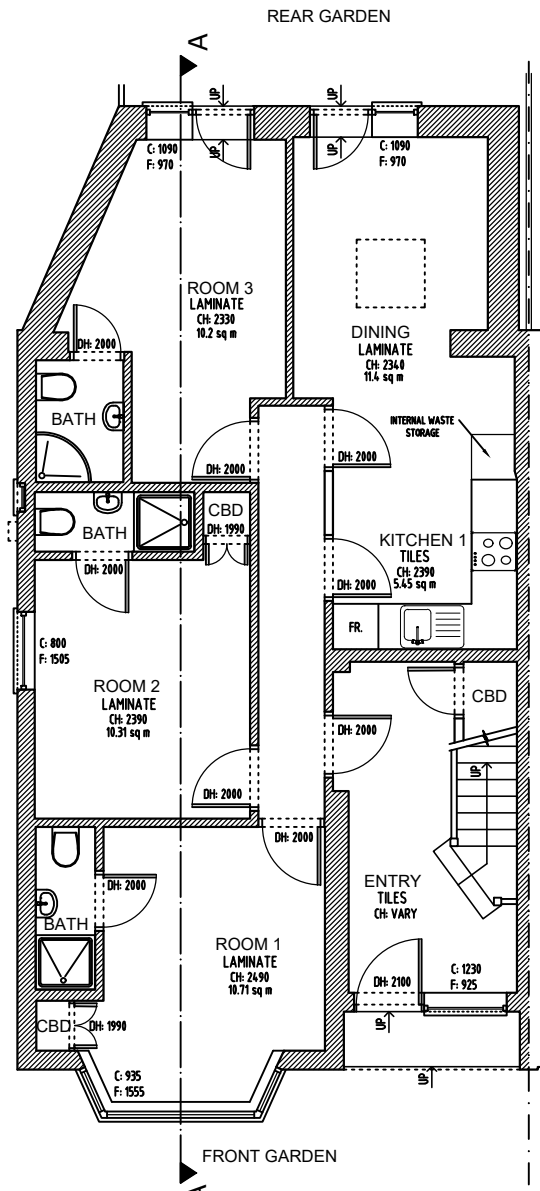 REAR GARDEN
A
UP
UP
UP
UP
C: 1090
F: 970
C: 1090
F: 970
ROOM 3
LAMINATE
CH: 2330
10.2 sq m
DINING
LAMINATE
CH: 2340
11.4 sq m
DH: 2000
BATH
INTERNAL WASTE
STORAGE
DH: 2000
DH: 2000
CBD
DH: 1990
BATH
DH: 2000
KITCHEN 1
TILES
CH: 2390
5.45 sq m
DH: 2000
FR.
C: 800
F: 1505
ROOM 2
LAMINATE
CH: 2390
10.31 sq m
CBD
DH: 2000
UP
DH: 2000
DH: 2000
DH: 2000
BATH
ENTRY
TILES
CH: VARY
ROOM 1
LAMINATE
CH: 2490
10.71 sq m
C: 1230
F: 925
DH: 2100
CBD
DH: 1990
UP
UP
C: 935
F: 1555
FRONT GARDEN
A